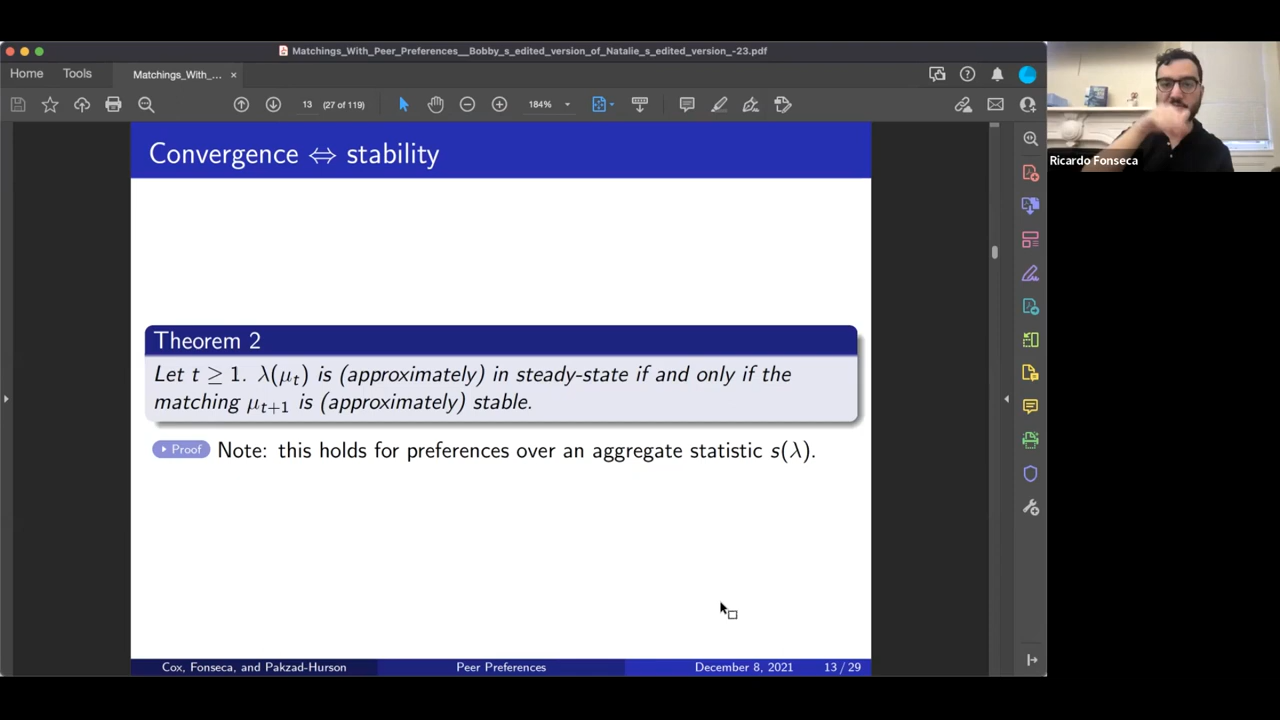 Matchings_With_Peer_Preferences__Bobby_s_edited_version_of_Natalie_s_edited_version_-23.pdf
Home Tools Matchings_With_... ×
13 (27 of 119) 184%
Convergence ⇔ stability
Ricardo Fonseca
Theorem 2
Let t ≥ 1. λ(μₜ) is (approximately) in steady-state if and only if the
matching μₜ₊₁ is (approximately) stable.
Proof Note: this holds for preferences over an aggregate statistic s(λ).
Cox, Fonseca, and Pakzad-Hurson Peer Preferences December 8, 2021 13 / 29